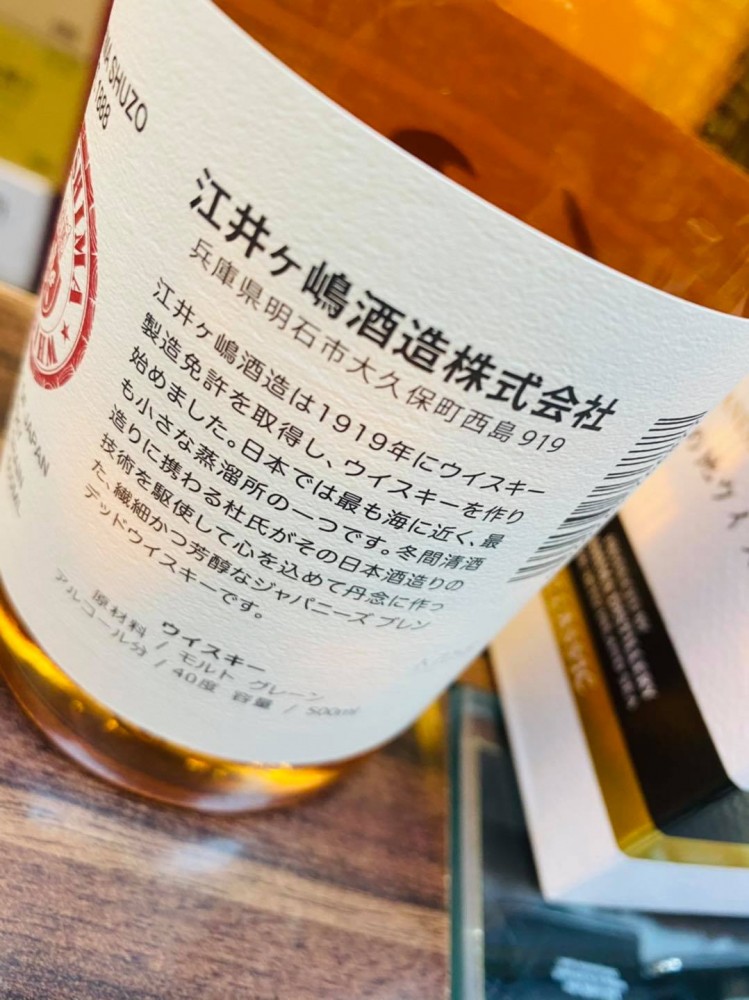 SHUZO
1888
SHIMA
JAPAN
江井ヶ嶋酒造株式会社
兵庫県明石市大久保町西島 919
江井ヶ嶋酒造は1919年にウイスキー
製造免許を取得し、ウイスキーを作り
始めました。日本では最も海に近く、最
も小さな蒸溜所の一つです。冬間清酒
造りに携わる杜氏がその日本酒造りの
技術を駆使して心を込めて丹念に作っ
た、繊細かつ芳醇なジャパニーズ ブレン
デッドウイスキーです。
ウイスキー
原材料 / モルト グレーン
アルコール分 / 40度 容量 / 500ml
CLASSIC
DISTILLERY